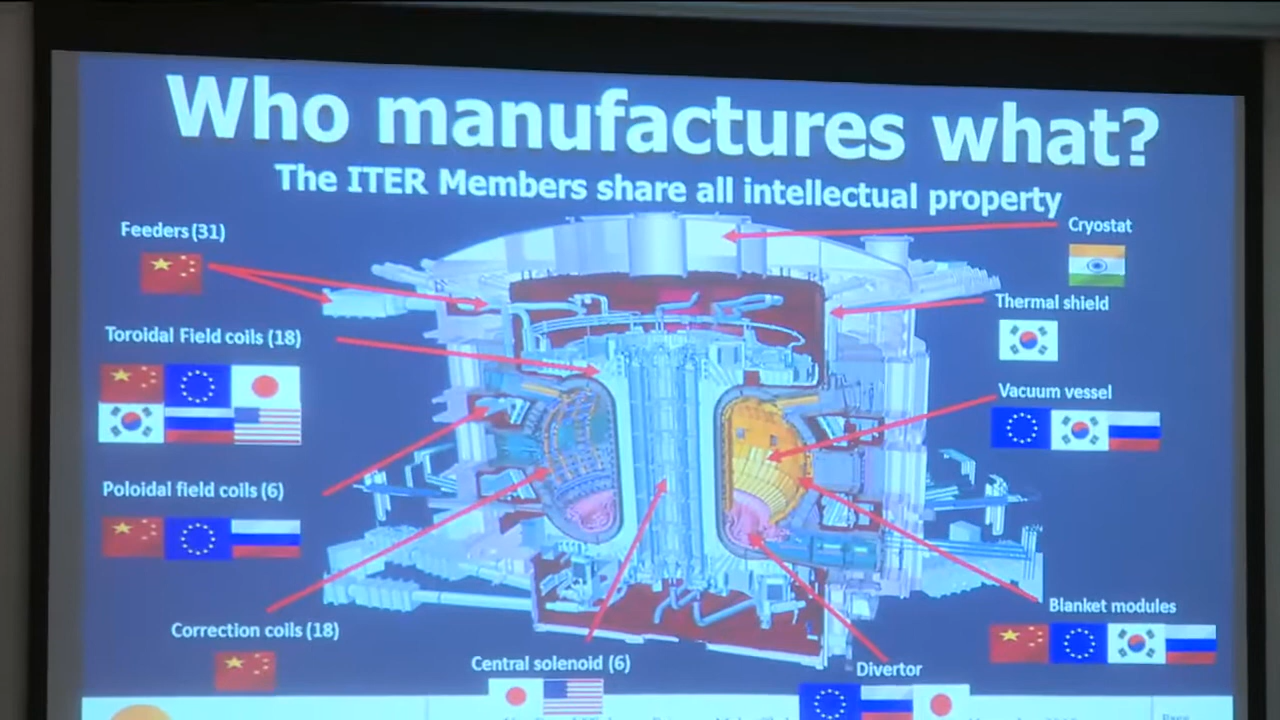 Who manufactures what?
The ITER Members share all intellectual property
Feeders (31)
Cryostat
Thermal shield
Toroidal Field coils (18)
Vacuum vessel
Poloidal field coils (6)
Blanket modules
Correction coils (18)
Central solenoid (6)
Divertor